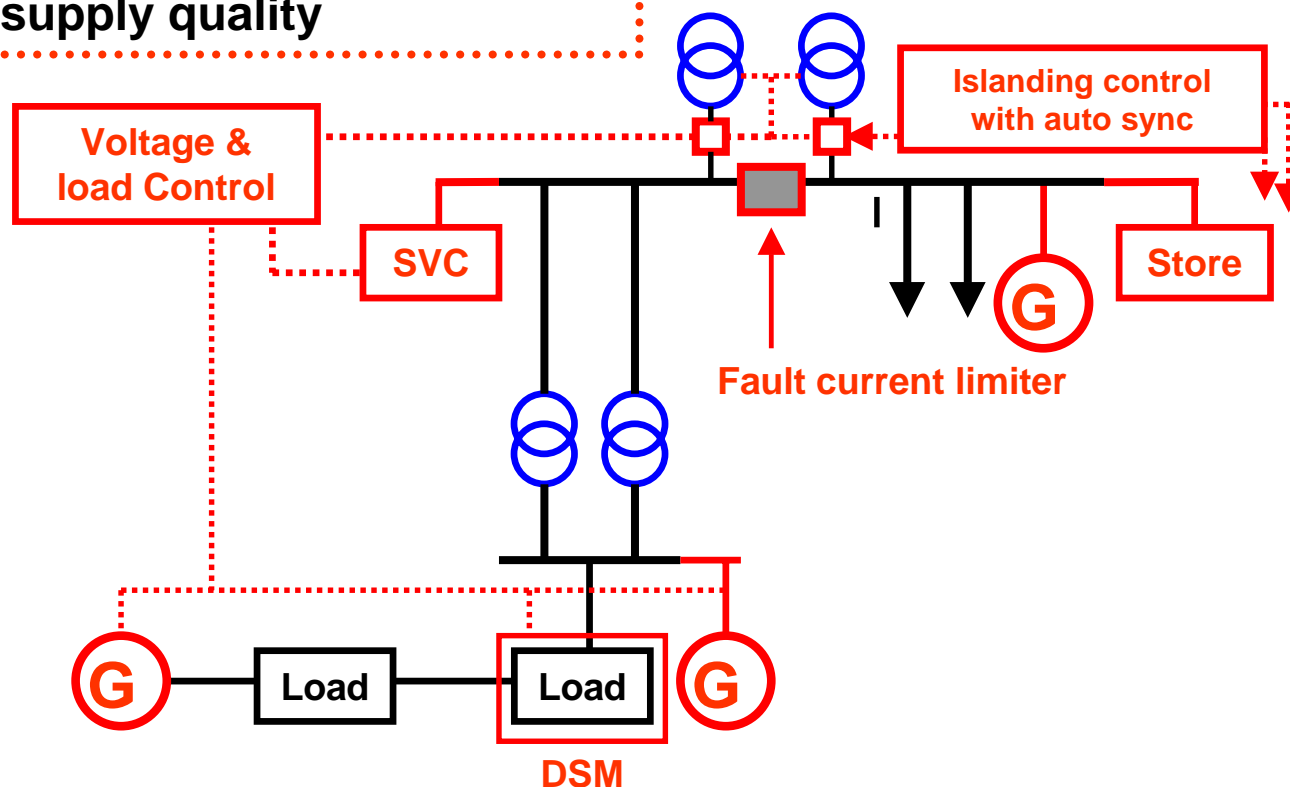 supply quality
Islanding control
with auto sync
Voltage &
load Control
SVC
G
Store
Fault current limiter
G
Load
Load
G
DSM